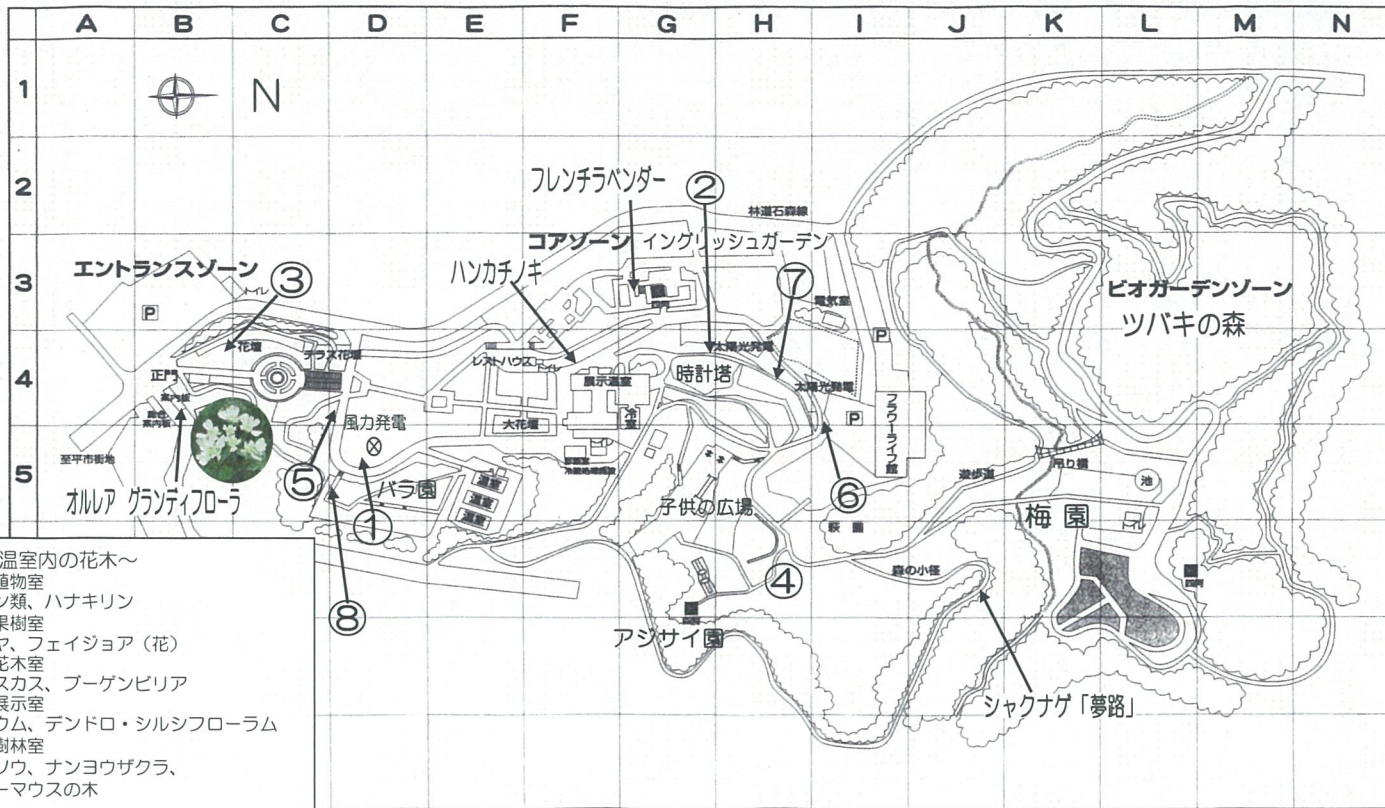 A B C D E F G H I J K L M N
1
2
3
4
5
N
フレンチラベンダー
②
林道石森線
コアゾーン イングリッシュガーデン
エントランスゾーン
トイレ
③
ハンカチノキ
⑦
電気室
P
ビオガーデンゾーン
ツバキの森
花壇
テラス花壇
レストハウス
トイレ
太陽光発電
P
正門
案内板
展示温室
時計塔
太陽光発電
総合
案内板
風力発電
大花壇
冷室
P
フラワーライフ館
至平市街地
⑤
バラ園
温室
温室
温室
子供の広場
⑥
遊歩道
吊り橋
池
オルレア グランディフローラ
①
萩園
梅園
トイレ
⑧
④
森の小径
四阿
アジサイ園
シャクナゲ「夢路」
温室内の花木~
植物室
ン類、ハナキリン
果樹室
ヤ、フェイジョア(花)
花木室
スカス、ブーゲンビリア
展示室
ウム、デンドロ・シルシフローラム
樹林室
ソウ、ナンヨウザクラ、
ーマウスの木